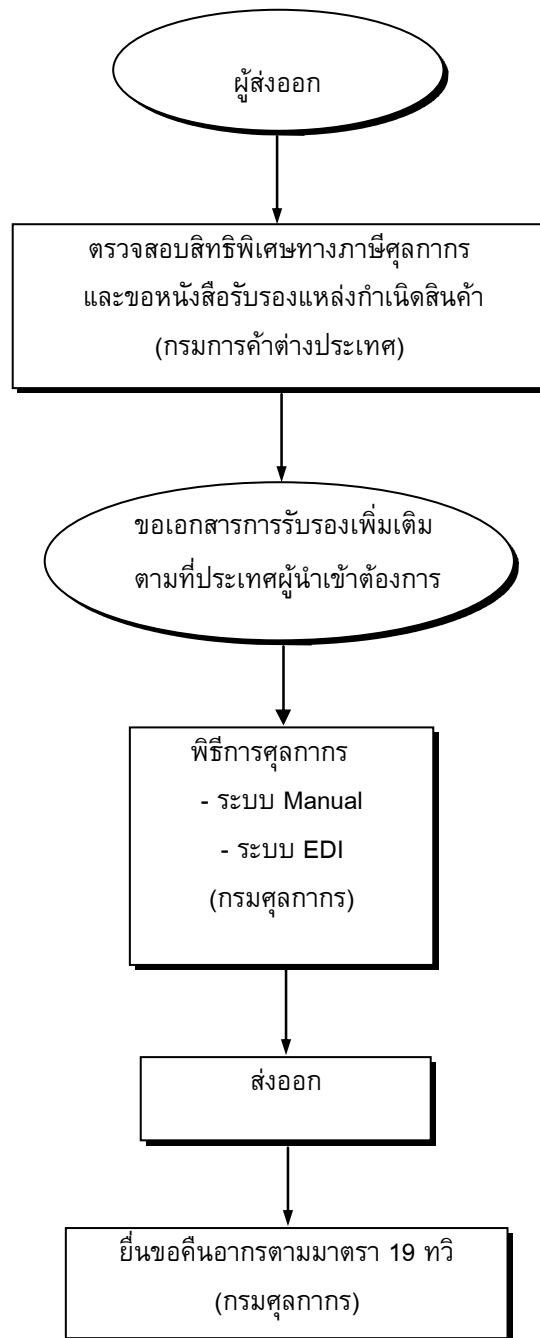 ผู้ส่งออก
ตรวจสอบสิทธิพิเศษทางภาษีศุลกากร
และขอหนังสือรับรองแหล่งกำเนิดสินค้า
(กรมการค้าต่างประเทศ)
ขอเอกสารการรับรองเพิ่มเติม
ตามที่ประเทศผู้นำเข้าต้องการ
พิธีการศุลกากร
- ระบบ Manual
- ระบบ EDI
(กรมศุลกากร)
ส่งออก
ยื่นขอคืนอากรตามมาตรา 19 ทวิ
(กรมศุลกากร)